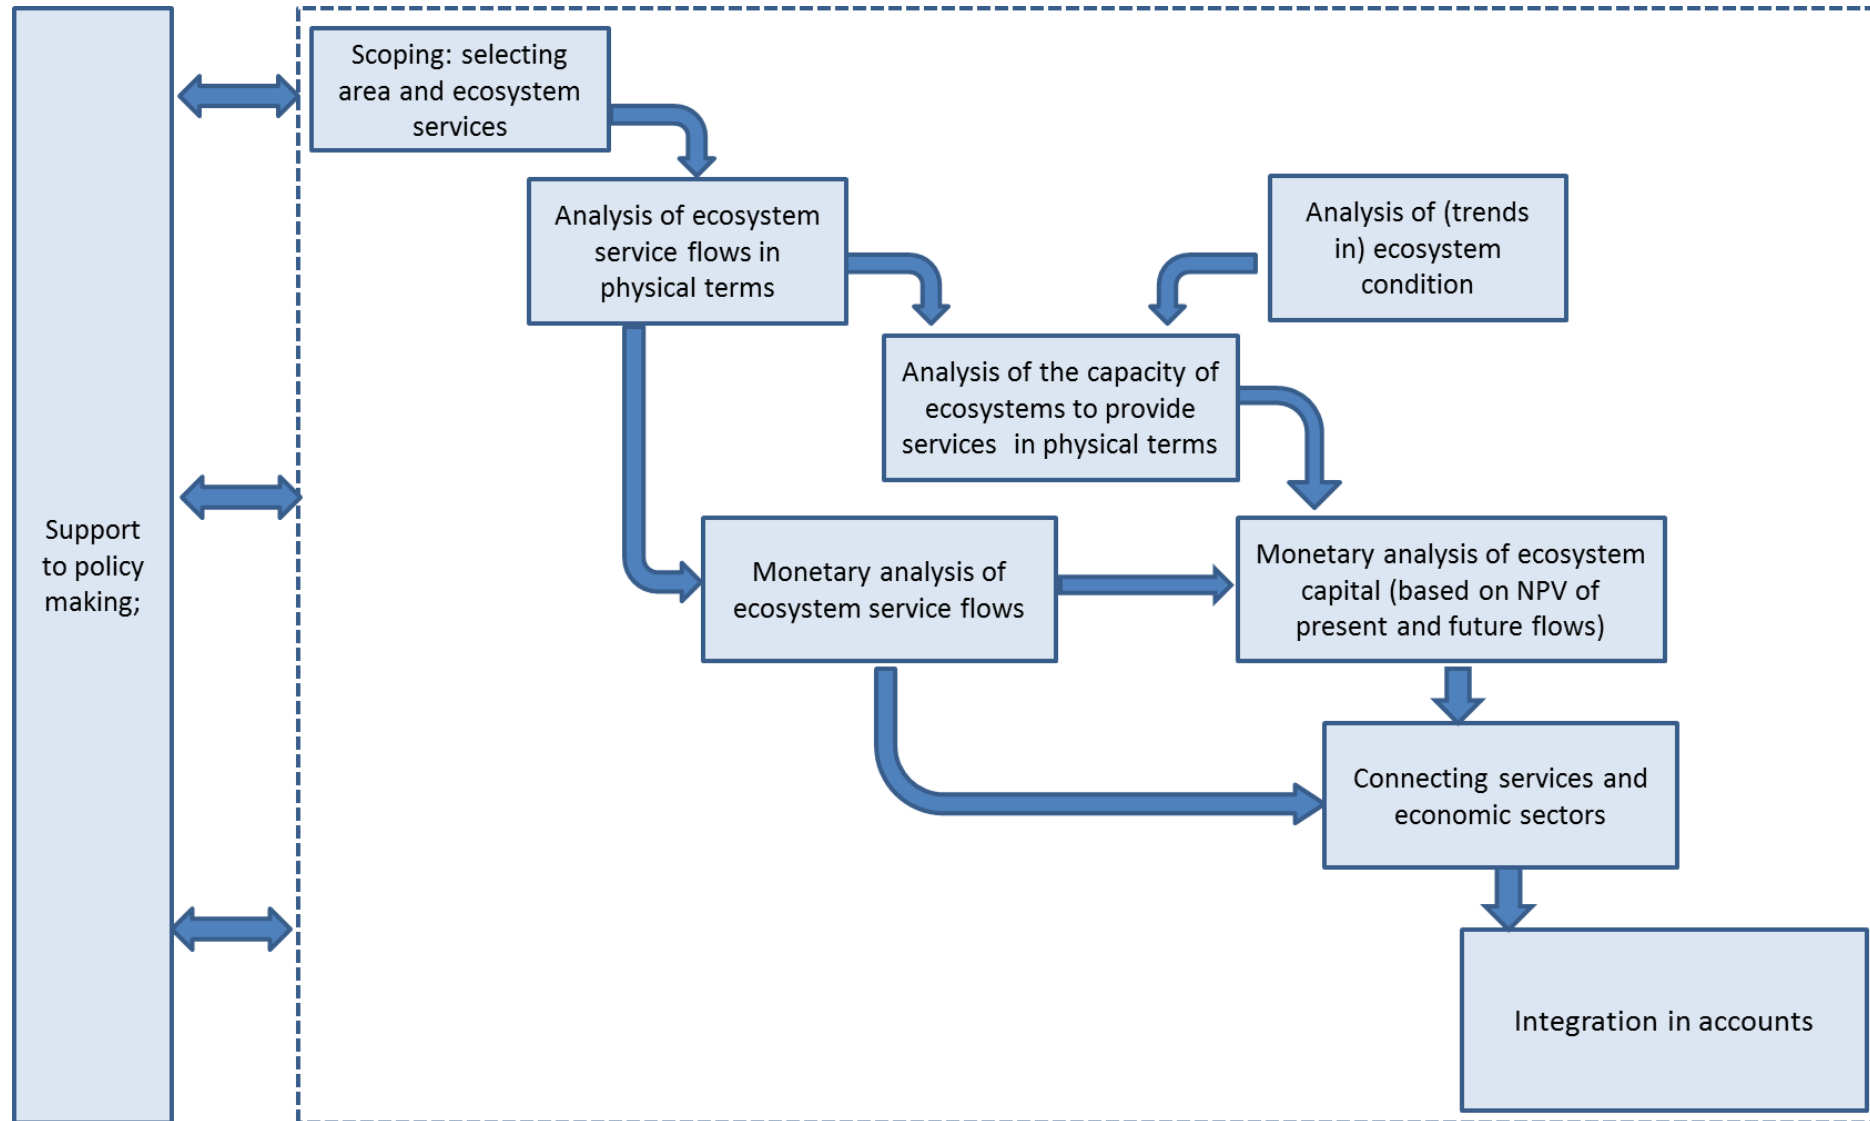 Scoping: selecting
area and ecosystem
services
Analysis of ecosystem
service flows in
physical terms
Analysis of (trends
in) ecosystem
condition
Analysis of the capacity of
ecosystems to provide
services in physical terms
Support
to policy
making;
Monetary analysis of
ecosystem service flows
Monetary analysis of ecosystem
capital (based on NPV of
present and future flows)
Connecting services and
economic sectors
Integration in accounts